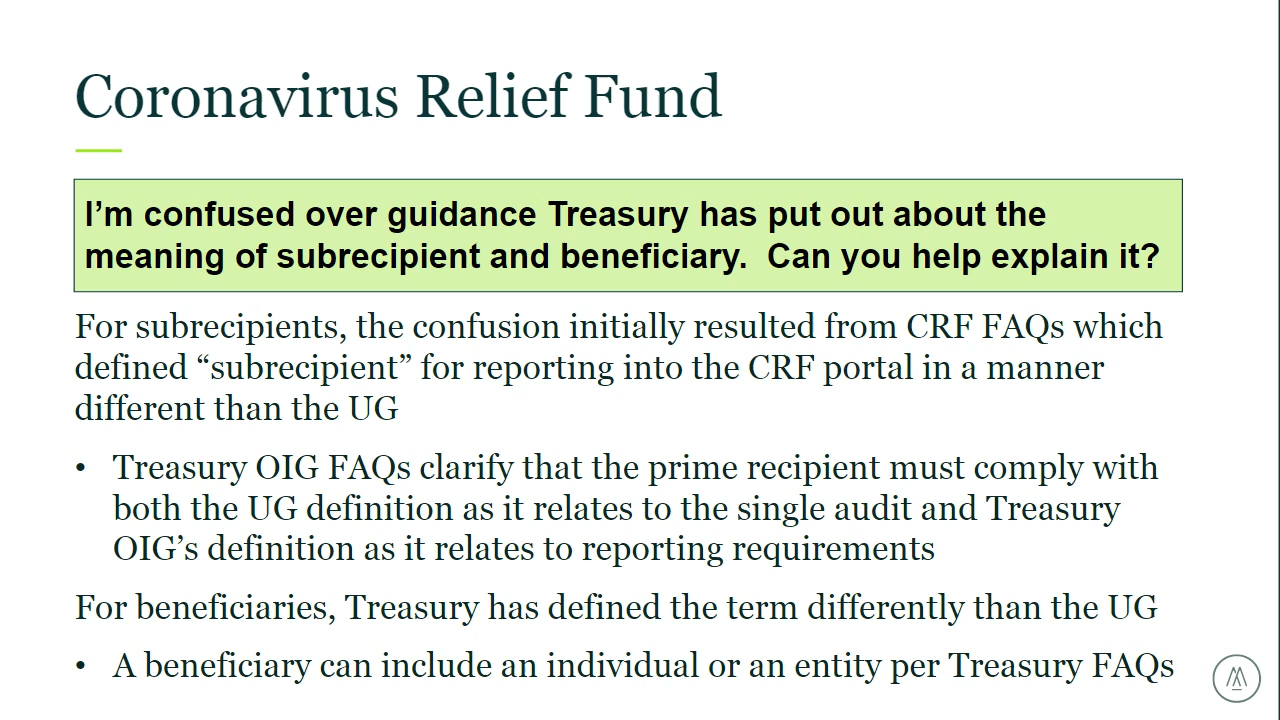 Coronavirus Relief Fund
I’m confused over guidance Treasury has put out about the
meaning of subrecipient and beneficiary.  Can you help explain it?
For subrecipients, the confusion initially resulted from CRF FAQs which
defined “subrecipient” for reporting into the CRF portal in a manner
different than the UG
• Treasury OIG FAQs clarify that the prime recipient must comply with
both the UG definition as it relates to the single audit and Treasury
OIG’s definition as it relates to reporting requirements
For beneficiaries, Treasury has defined the term differently than the UG
• A beneficiary can include an individual or an entity per Treasury FAQs